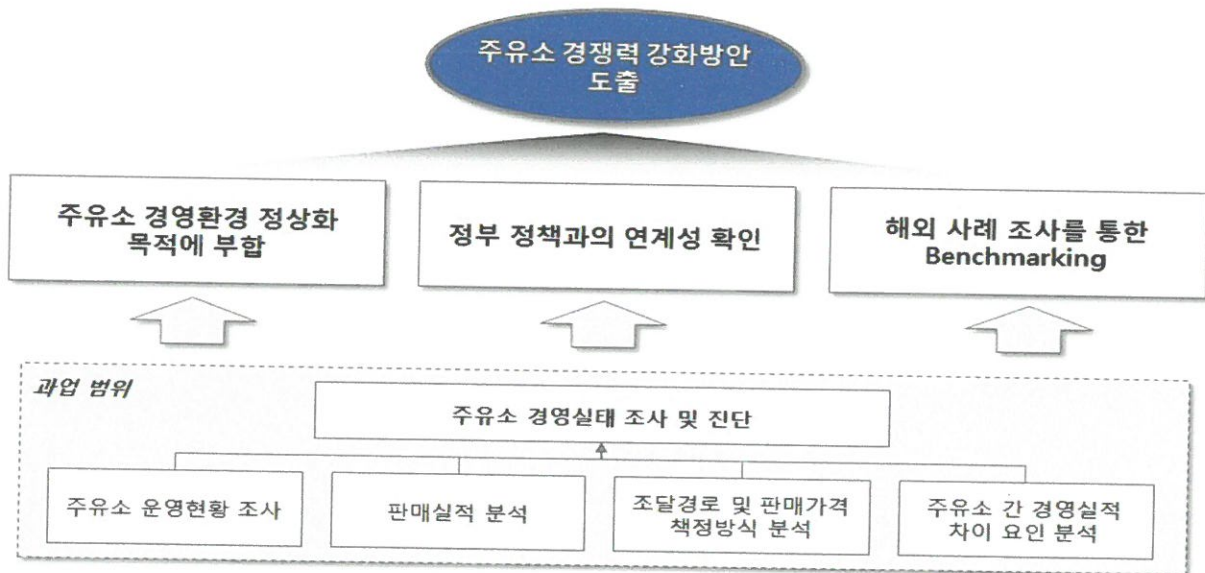 주유소 경쟁력 강화방안
도출
주유소 경영환경 정상화
목적에 부합
정부 정책과의 연계성 확인
해외 사례 조사를 통한
Benchmarking
과업 범위
주유소 경영실태 조사 및 진단
주유소 운영현황 조사
판매실적 분석
조달경로 및 판매가격
책정방식 분석
주유소 간 경영실적
차이 요인 분석